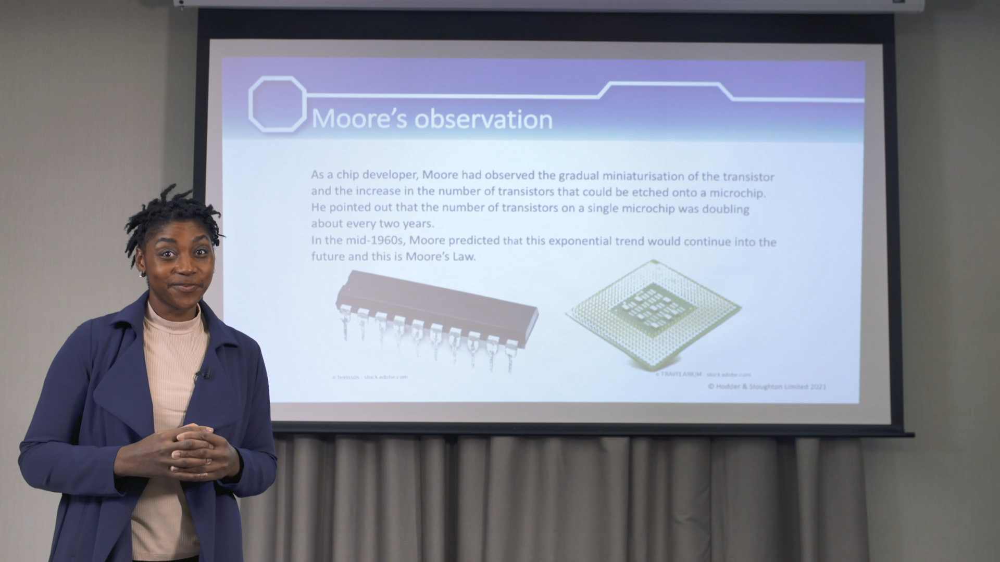 Moore's observation
As a chip developer, Moore had observed the gradual miniaturisation of the transistor
and the increase in the number of transistors that could be etched onto a microchip.
He pointed out that the number of transistors on a single microchip was doubling
about every two years.
In the mid-1960s, Moore predicted that this exponential trend would continue into the
future and this is Moore's Law.
© borissos - stock.adobe.com
© TRAVELARIUM - stock.adobe.com
© Hodder & Stoughton Limited 2021